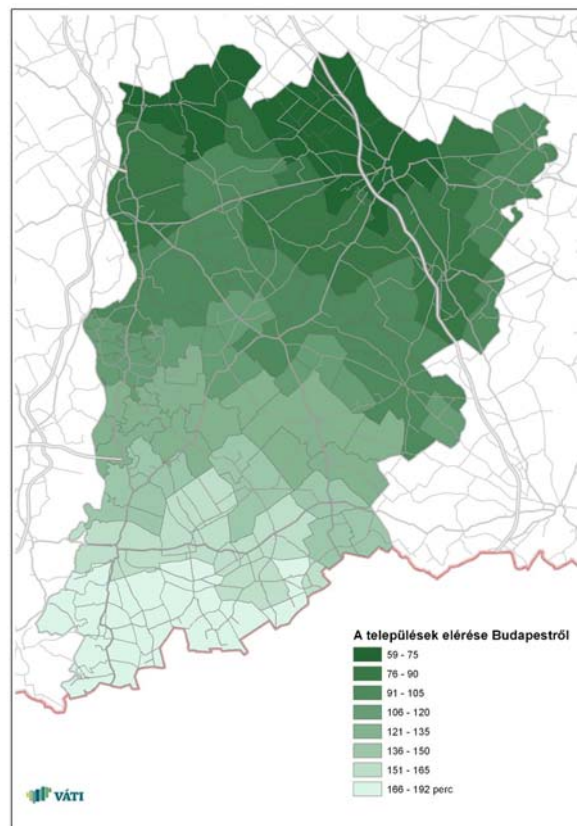 A települések elérése Budapestről
59 - 75
76 - 90
91 - 105
106 - 120
121 - 135
136 - 150
151 - 165
166 - 192 perc
VÁTI